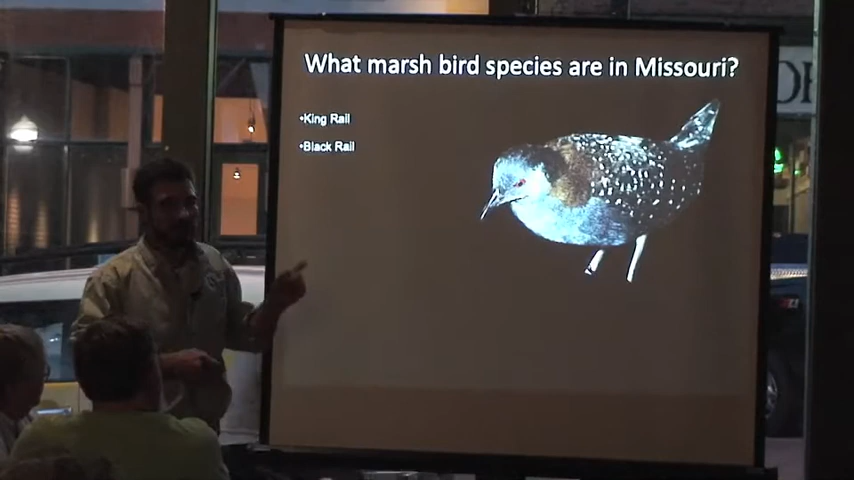 What marsh bird species are in Missouri?
•King Rail
•Black Rail